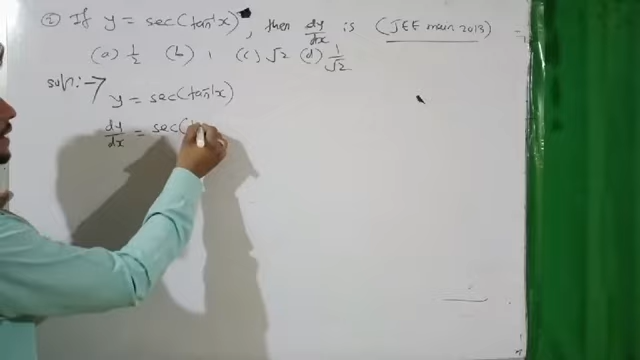 ① If y = sec(tan⁻¹x), then dy/dx is (JEE main 2013)
(a) 1/2 (b) 1 (c) √2 (d) 1/√2
solⁿ:-→ y = sec(tan⁻¹x)
dy/dx = sec(t